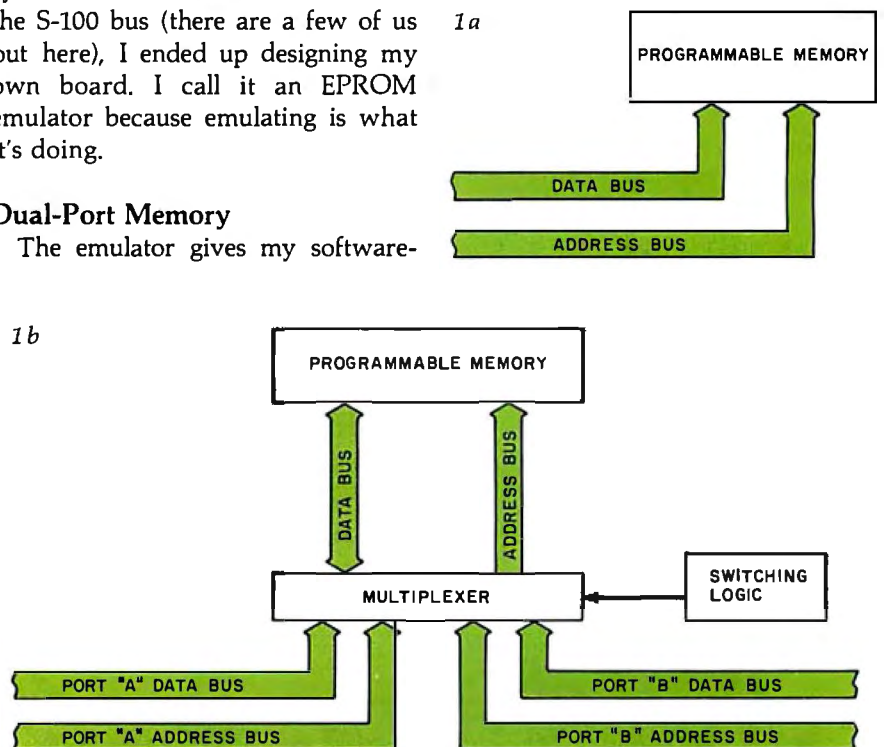 he S-100 bus (there are a few of us
out here), I ended up designing my
own board. I call it an EPROM
emulator because emulating is what
t's doing.
Dual-Port Memory
The emulator gives my software-
1a
PROGRAMMABLE MEMORY
DATA BUS
ADDRESS BUS
1b
PROGRAMMABLE MEMORY
DATA BUS
ADDRESS BUS
MULTIPLEXER
SWITCHING
LOGIC
PORT "A" DATA BUS
PORT "B" DATA BUS
PORT "A" ADDRESS BUS
PORT "B" ADDRESS BUS